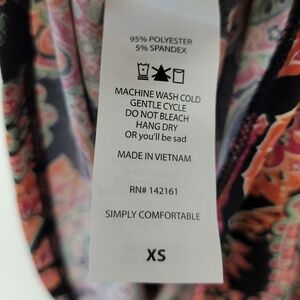 95% POLYESTER
5% SPANDEX
MACHINE WASH COLD
GENTLE CYCLE
DO NOT BLEACH
HANG DRY
OR you'll be sad
MADE IN VIETNAM
RN# 142161
SIMPLY COMFORTABLE
XS